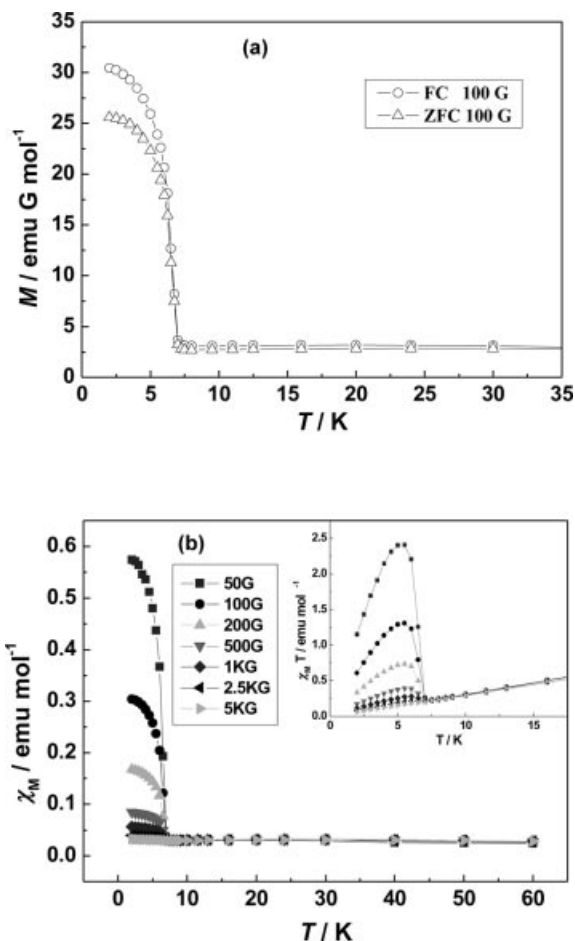 (a)
FC 100 G
ZFC 100 G
35
30
25
20
15
10
5
0
M / emu G mol⁻¹
0 5 10 15 20 25 30 35
T / K
(b)
50G
100G
200G
500G
1KG
2.5KG
5KG
0.6
0.5
0.4
0.3
0.2
0.1
0.0
χM / emu mol⁻¹
0 10 20 30 40 50 60
T / K
2.5
2.0
1.5
1.0
0.5
0.0
χM T / emu mol⁻¹
0 5 10 15
T / K